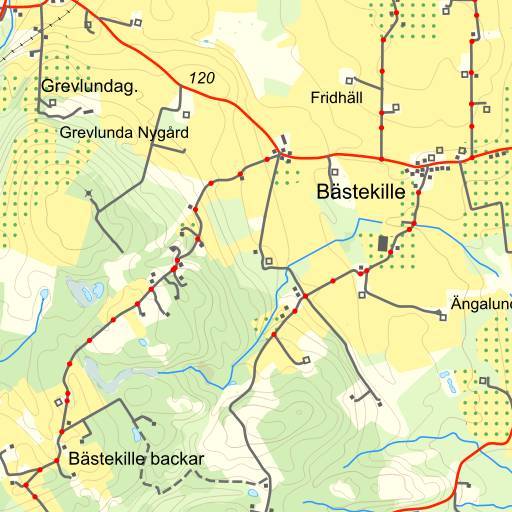 120
Grevlundag.
Fridhäll
Grevlunda Nygård
Bästekille
Ängalund
Bästekille backar